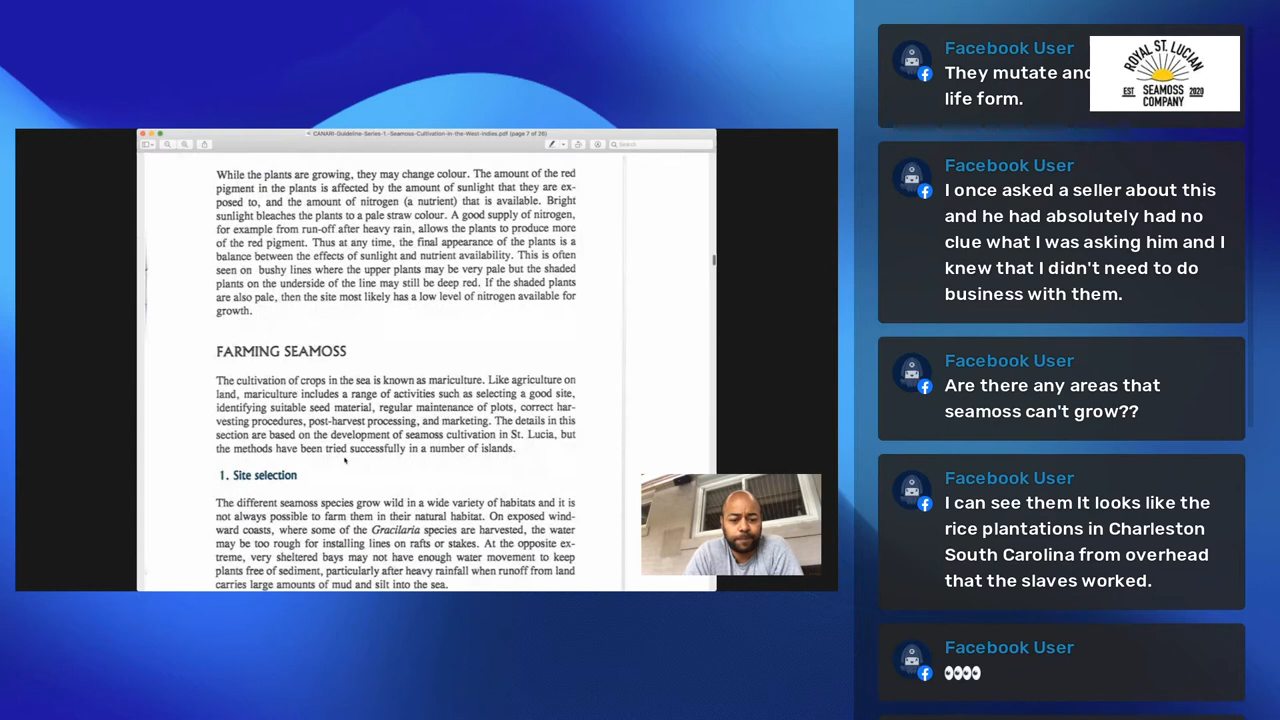 CANARI-Guideline-Series-1.-Seamoss-Cultivation-in-the-West-Indies.pdf (page 7 of 26)
Search
While the plants are growing, they may change colour. The amount of the red
pigment in the plants is affected by the amount of sunlight that they are ex-
posed to, and the amount of nitrogen (a nutrient) that is available. Bright
sunlight bleaches the plants to a pale straw colour. A good supply of nitrogen,
for example from run-off after heavy rain, allows the plants to produce more
of the red pigment. Thus at any time, the final appearance of the plants is a
balance between the effects of sunlight and nutrient availability. This is often
seen on bushy lines where the upper plants may be very pale but the shaded
plants on the underside of the line may still be deep red. If the shaded plants
are also pale, then the site most likely has a low level of nitrogen available for
growth.
FARMING SEAMOSS
The cultivation of crops in the sea is known as mariculture. Like agriculture on
land, mariculture includes a range of activities such as selecting a good site,
identifying suitable seed material, regular maintenance of plots, correct har-
vesting procedures, post-harvest processing, and marketing. The details in this
section are based on the development of seamoss cultivation in St. Lucia, but
the methods have been tried successfully in a number of islands.
1. Site selection
The different seamoss species grow wild in a wide variety of habitats and it is
not always possible to farm them in their natural habitat. On exposed wind-
ward coasts, where some of the Gracilaria species are harvested, the water
may be too rough for installing lines on rafts or stakes. At the opposite ex-
treme, very sheltered bays may not have enough water movement to keep
plants free of sediment, particularly after heavy rainfall when runoff from land
carries large amounts of mud and silt into the sea.
Facebook User
They mutate and
life form.
ROYAL ST. LUCIAN
EST SEAMOSS 2020
COMPANY
Facebook User
I once asked a seller about this
and he had absolutely had no
clue what I was asking him and I
knew that I didn't need to do
business with them.
Facebook User
Are there any areas that
seamoss can't grow??
Facebook User
I can see them It looks like the
rice plantations in Charleston
South Carolina from overhead
that the slaves worked.
Facebook User
👀👀